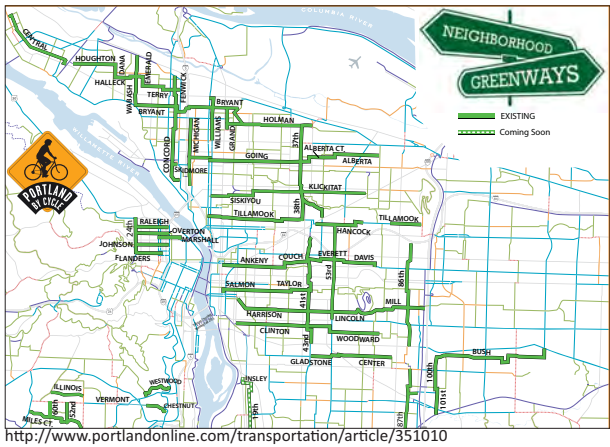 COLUMBIA RIVER
NEIGHBORHOOD
GREENWAYS
EXISTING
Coming Soon
CENTRAL
HOUGHTON
DANA
EMERALD
HALLECK
WABASH
TERRY
FENWICK
BRYANT
BRYANT
CONCORD
MICHIGAN
WILLIAMS
GRAND
HOLMAN
37th
ALBERTA CT.
ALBERTA
GOING
SKIDMORE
WILLAMETTE RIVER
PORTLAND
BY CYCLE
KLICKITAT
SISKIYOU
38th
TILLAMOOK
TILLAMOOK
HANCOCK
24th
RALEIGH
OVERTON
MARSHALL
JOHNSON
FLANDERS
ANKENY
COUCH
EVERETT
DAVIS
53rd
86th
SALMON
TAYLOR
41st
MILL
HARRISON
LINCOLN
CLINTON
43rd
WOODWARD
GLADSTONE
CENTER
BUSH
100th
101st
87th
INSLEY
19th
WESTWOOD
ILLINOIS
VERMONT
CHESTNUT
60th
52nd
MILES CT.
http://www.portlandonline.com/transportation/article/351010